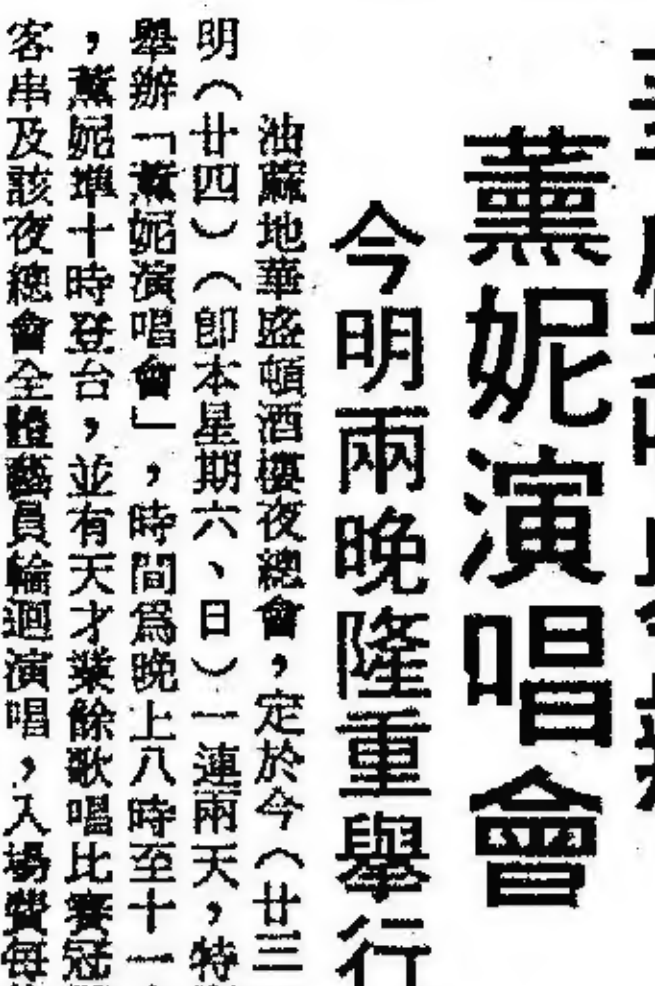 薰妮演唱會
今明兩晚隆重舉行
油蔴地華盛頓酒樓夜總會，定於今（廿三
明（廿四）（卽本星期六、日）一連兩天，特
舉辦「薰妮演唱會」，時間爲晚上八時至十一
，薰妮準十時登台，並有天才業餘歌唱比賽冠
客串及該夜總會全體藝員輪迴演唱，入場費每